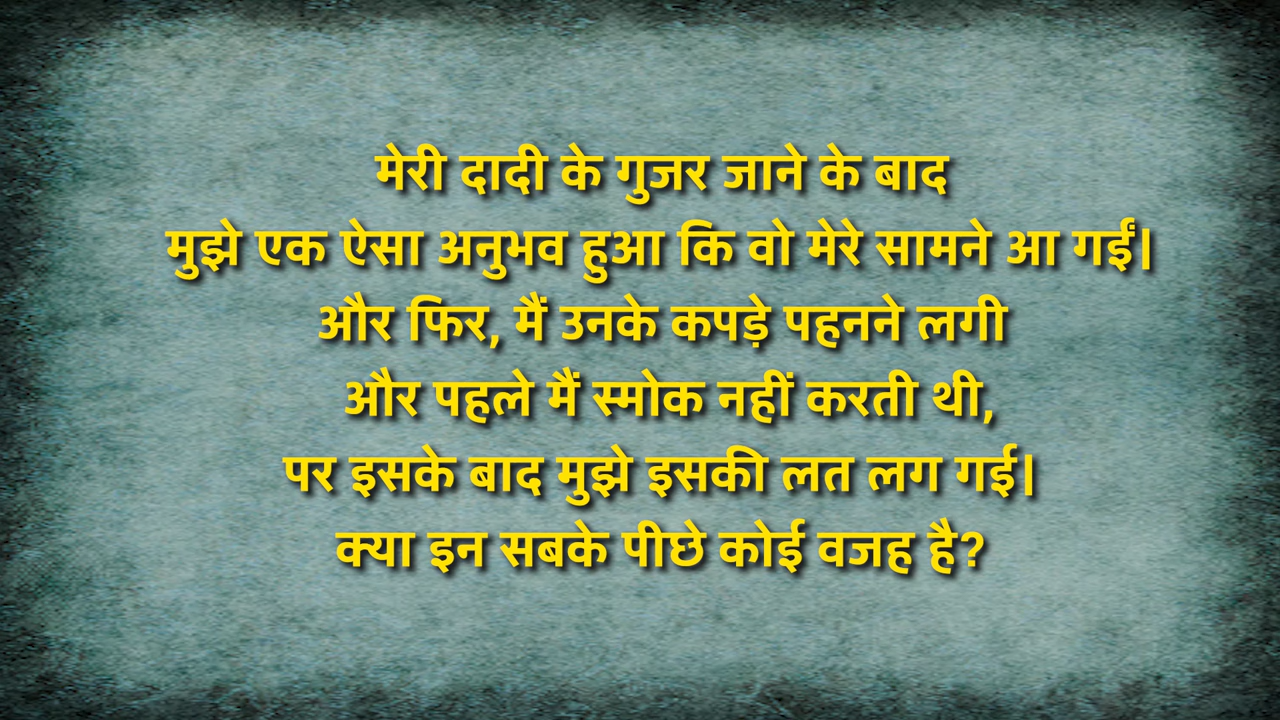 मेरी दादी के गुजर जाने के बाद
मुझे एक ऐसा अनुभव हुआ कि वो मेरे सामने आ गईं।
और फिर, मैं उनके कपड़े पहनने लगी
और पहले मैं स्मोक नहीं करती थी,
पर इसके बाद मुझे इसकी लत लग गई।
क्या इन सबके पीछे कोई वजह है?